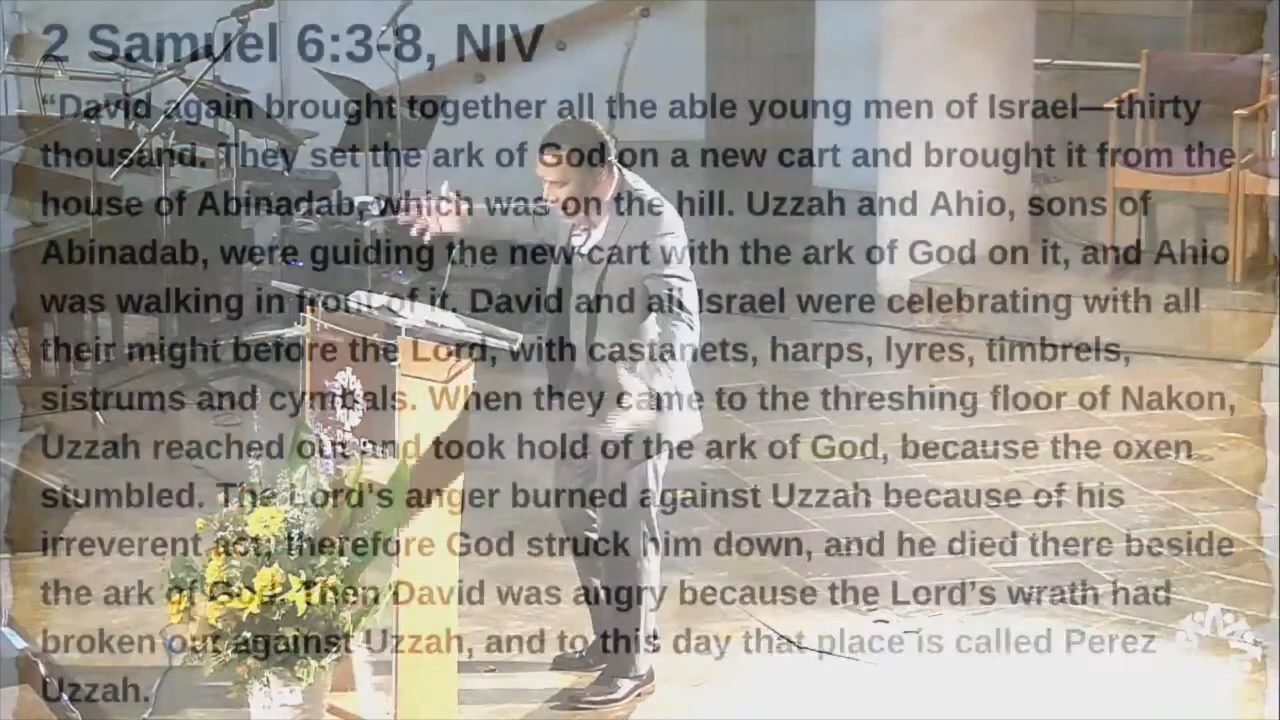 2 Samuel 6:3-8, NIV
“David again brought together all the able young men of Israel—thirty
thousand. They set the ark of God on a new cart and brought it from the
house of Abinadab, which was on the hill. Uzzah and Ahio, sons of
Abinadab, were guiding the new cart with the ark of God on it, and Ahio
was walking in front of it. David and all Israel were celebrating with all
their might before the Lord, with castanets, harps, lyres, timbrels,
sistrums and cymbals. When they came to the threshing floor of Nakon,
Uzzah reached out and took hold of the ark of God, because the oxen
stumbled. The Lord’s anger burned against Uzzah because of his
irreverent act; therefore God struck him down, and he died there beside
the ark of God. Then David was angry because the Lord’s wrath had
broken out against Uzzah, and to this day that place is called Perez
Uzzah.